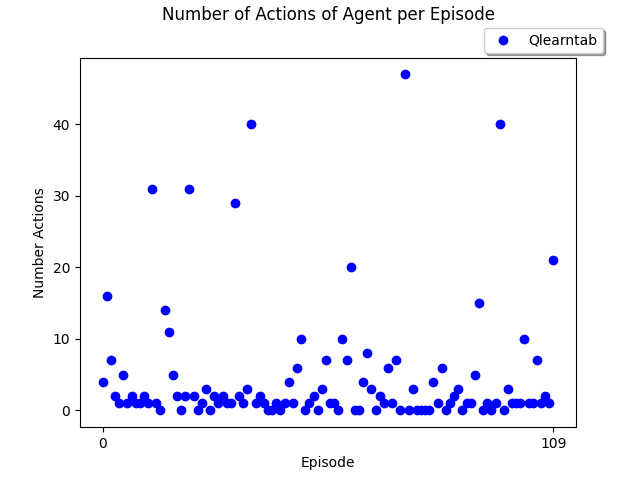 Number of Actions of Agent per Episode
Qlearntab
40
30
20
10
0
Number Actions
0 109
Episode